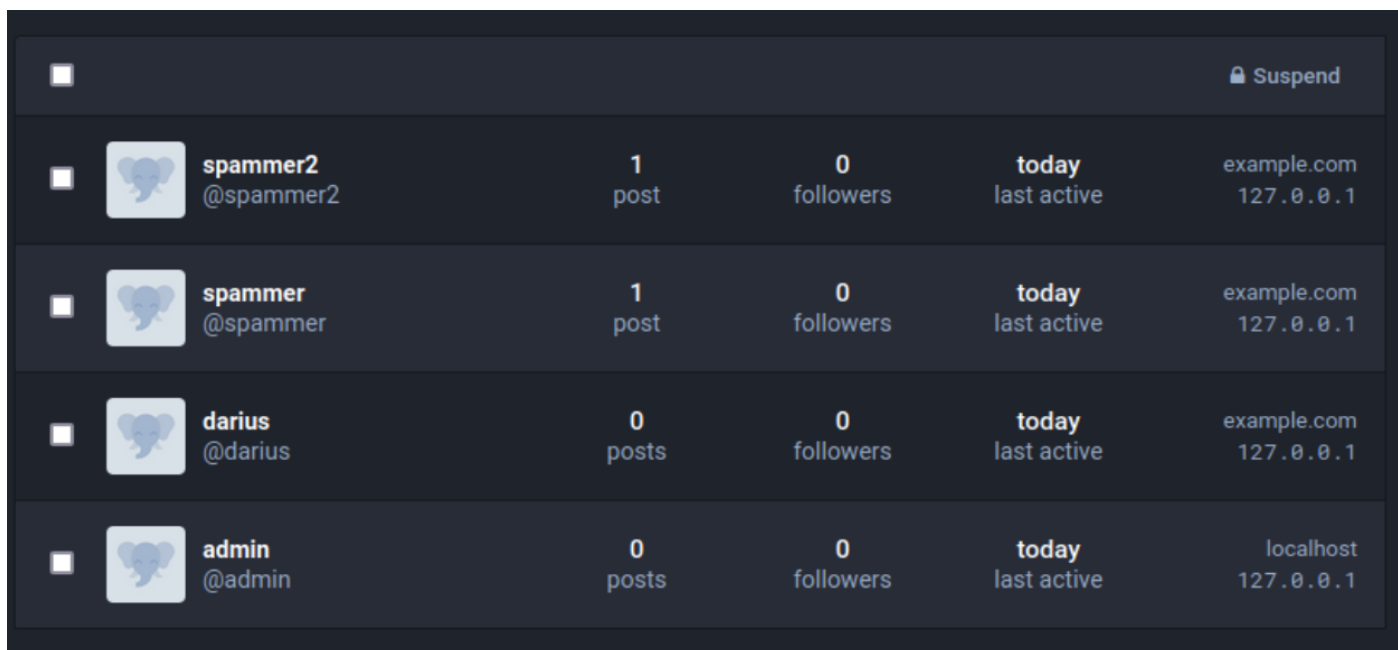 Suspend
spammer2 1 0 today example.com
@spammer2 post followers last active 127.0.0.1
spammer 1 0 today example.com
@spammer post followers last active 127.0.0.1
darius 0 0 today example.com
@darius posts followers last active 127.0.0.1
admin 0 0 today localhost
@admin posts followers last active 127.0.0.1